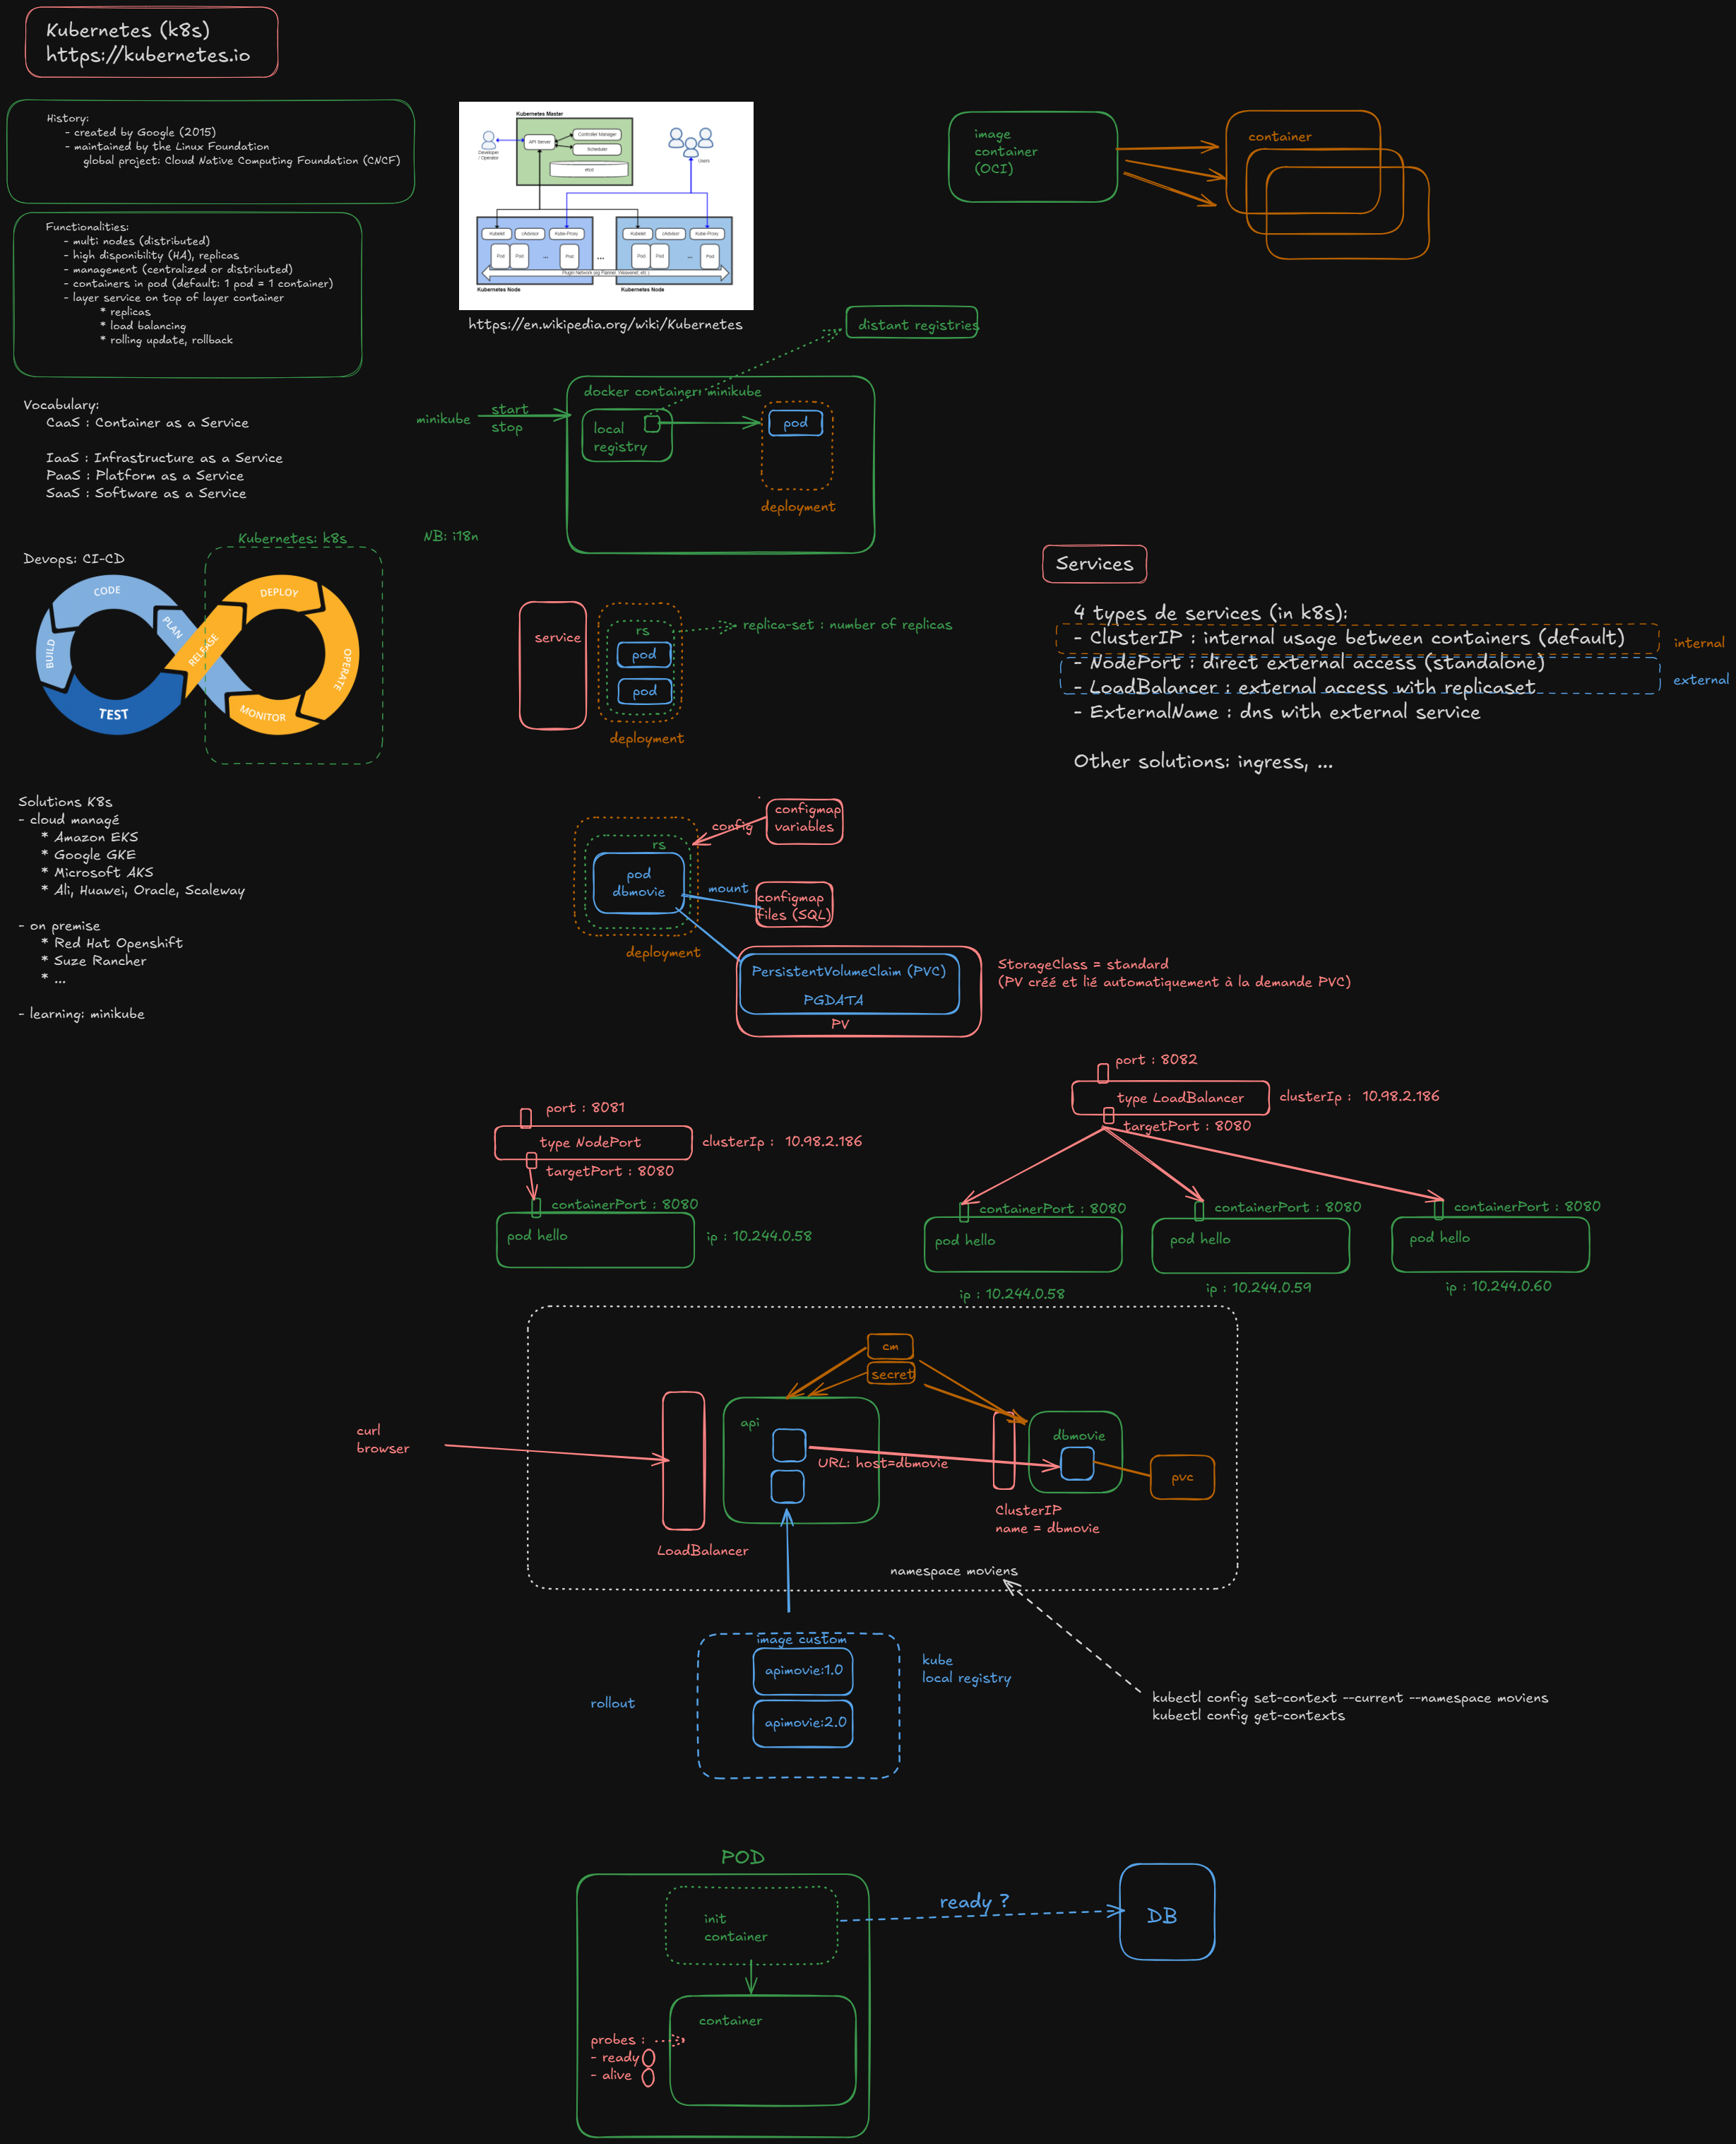 Kubernetes (k8s)
https://kubernetes.io
History:
- created by Google (2015)
- maintained by the Linux Foundation
global project: Cloud Native Computing Foundation (CNCF)
Functionalities:
- multi nodes (distributed)
- high disponibility (HA), replicas
- management (centralized or distributed)
- containers in pod (default: 1 pod = 1 container)
- layer service on top of layer container
* replicas
* load balancing
* rolling update, rollback
Kubernetes Master
Developer
/ Operator
API Server
Controller Manager
Scheduler
etcd
Users
Kubelet
cAdvisor
Kube-Proxy
Pod
Pod
...
Pod
...
Kubelet
cAdvisor
Kube-Proxy
Pod
Pod
...
Pod
Plugin Network (eg Flannel, Weavenet, etc )
Kubernetes Node
Kubernetes Node
https://en.wikipedia.org/wiki/Kubernetes
image
container
(OCI)
container
distant registries
docker container: minikube
minikube
start
stop
local
registry
pod
deployment
Vocabulary:
CaaS : Container as a Service
IaaS : Infrastructure as a Service
PaaS : Platform as a Service
SaaS : Software as a Service
NB: i18n
Devops: CI-CD
Kubernetes: k8s
CODE
BUILD
PLAN
TEST
RELEASE
DEPLOY
OPERATE
MONITOR
service
rs
pod
pod
deployment
replica-set : number of replicas
Services
4 types de services (in k8s):
- ClusterIP : internal usage between containers (default)
- NodePort : direct external access (standalone)
- LoadBalancer : external access with replicaset
- ExternalName : dns with external service
internal
external
Other solutions: ingress, ...
Solutions K8s
- cloud managé
* Amazon EKS
* Google GKE
* Microsoft AKS
* Ali, Huawei, Oracle, Scaleway
- on premise
* Red Hat Openshift
* Suze Rancher
* ...
- learning: minikube
configmap
variables
config
rs
pod
dbmovie
mount
configmap
files (SQL)
deployment
PersistentVolumeClaim (PVC)
PGDATA
PV
StorageClass = standard
(PV créé et lié automatiquement à la demande PVC)
port : 8081
type NodePort
clusterIp : 10.98.2.186
targetPort : 8080
containerPort : 8080
pod hello
ip : 10.244.0.58
port : 8082
type LoadBalancer
clusterIp : 10.98.2.186
targetPort : 8080
containerPort : 8080
containerPort : 8080
containerPort : 8080
pod hello
pod hello
pod hello
ip : 10.244.0.58
ip : 10.244.0.59
ip : 10.244.0.60
cm
secret
curl
browser
api
URL: host=dbmovie
dbmovie
pvc
LoadBalancer
ClusterIP
name = dbmovie
namespace moviens
image custom
apimovie:1.0
apimovie:2.0
rollout
kube
local registry
kubectl config set-context --current --namespace moviens
kubectl config get-contexts
POD
init
container
ready ?
DB
container
probes :
- ready
- alive